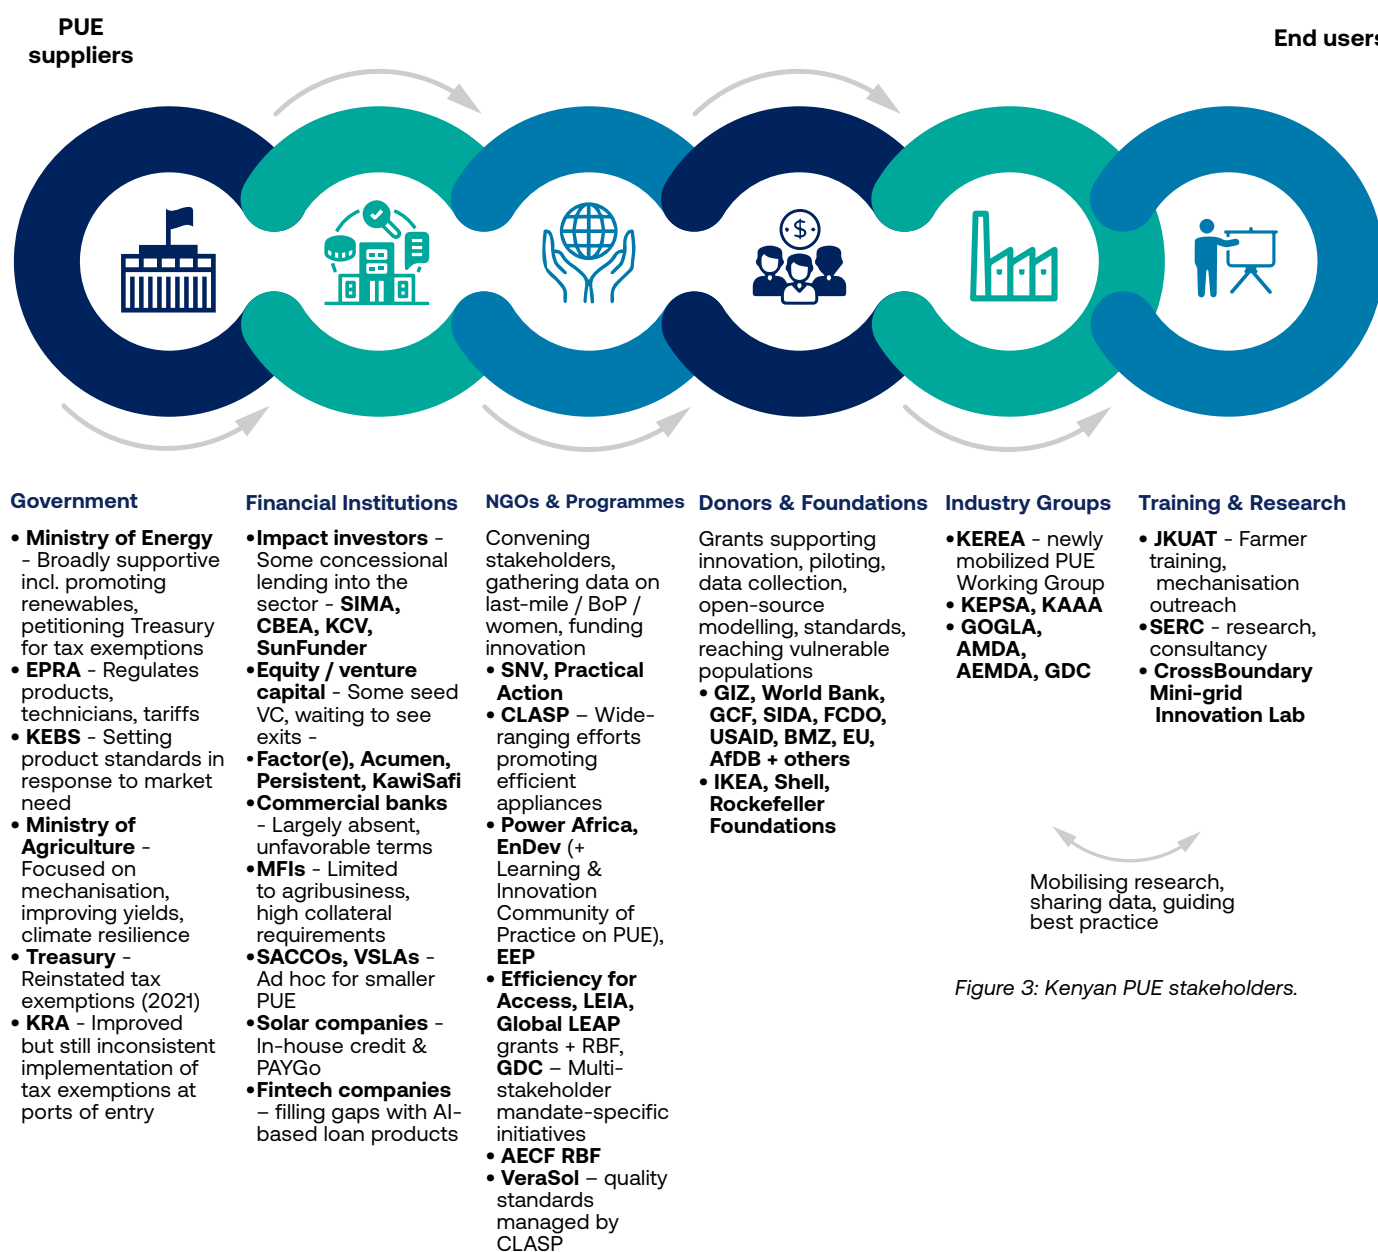 PUE
suppliers
End users
$
Government
• Ministry of Energy
- Broadly supportive
incl. promoting
renewables,
petitioning Treasury
for tax exemptions
• EPRA - Regulates
products,
technicians, tariffs
• KEBS - Setting
product standards in
response to market
need
• Ministry of
Agriculture -
Focused on
mechanisation,
improving yields,
climate resilience
• Treasury -
Reinstated tax
exemptions (2021)
• KRA - Improved
but still inconsistent
implementation of
tax exemptions at
ports of entry
Financial Institutions
•Impact investors -
Some concessional
lending into the
sector - SIMA,
CBEA, KCV,
SunFunder
•Equity / venture
capital - Some seed
VC, waiting to see
exits -
•Factor(e), Acumen,
Persistent, KawiSafi
•Commercial banks
- Largely absent,
unfavorable terms
•MFIs - Limited
to agribusiness,
high collateral
requirements
•SACCOs, VSLAs -
Ad hoc for smaller
PUE
•Solar companies -
In-house credit &
PAYGo
•Fintech companies
– filling gaps with AI-
based loan products
NGOs & Programmes
Convening
stakeholders,
gathering data on
last-mile / BoP /
women, funding
innovation
• SNV, Practical
Action
• CLASP – Wide-
ranging efforts
promoting
efficient
appliances
• Power Africa,
EnDev (+
Learning &
Innovation
Community of
Practice on PUE),
EEP
• Efficiency for
Access, LEIA,
Global LEAP
grants + RBF,
GDC – Multi-
stakeholder
mandate-specific
initiatives
• AECF RBF
• VeraSol – quality
standards
managed by
CLASP
Donors & Foundations
Grants supporting
innovation, piloting,
data collection,
open-source
modelling, standards,
reaching vulnerable
populations
• GIZ, World Bank,
GCF, SIDA, FCDO,
USAID, BMZ, EU,
AfDB + others
• IKEA, Shell,
Rockefeller
Foundations
Industry Groups
•KEREA - newly
mobilized PUE
Working Group
• KEPSA, KAAA
• GOGLA,
AMDA,
AEMDA, GDC
Training & Research
• JKUAT - Farmer
training,
mechanisation
outreach
•SERC - research,
consultancy
• CrossBoundary
Mini-grid
Innovation Lab
Mobilising research,
sharing data, guiding
best practice
Figure 3: Kenyan PUE stakeholders.